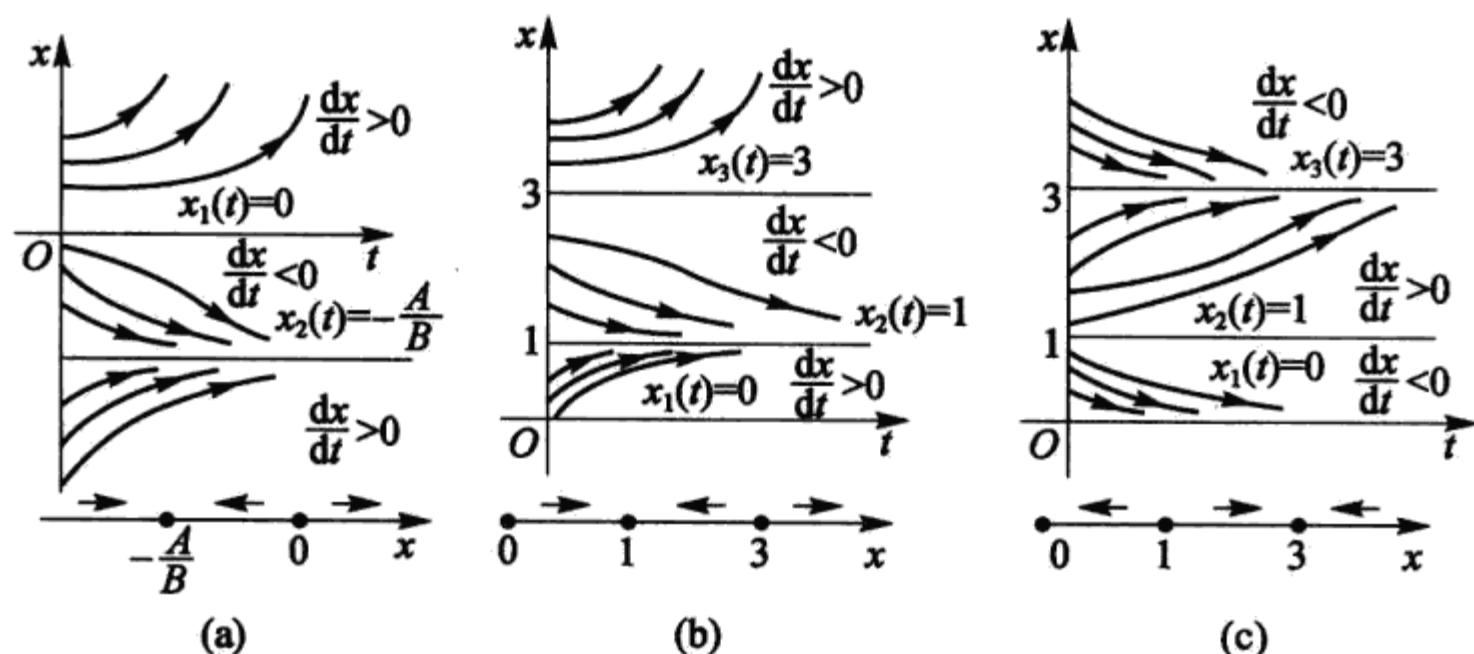 x
dx/dt>0
x₁(t)=0
O
t
dx/dt<0
x₂(t)=-A/B
dx/dt>0
-A/B
0
x
(a)
x
dx/dt>0
x₃(t)=3
3
dx/dt<0
x₂(t)=1
1
x₁(t)=0
dx/dt>0
O
t
0
1
3
x
(b)
x
dx/dt<0
x₃(t)=3
3
dx/dt>0
x₂(t)=1
1
x₁(t)=0
dx/dt<0
O
t
0
1
3
x
(c)